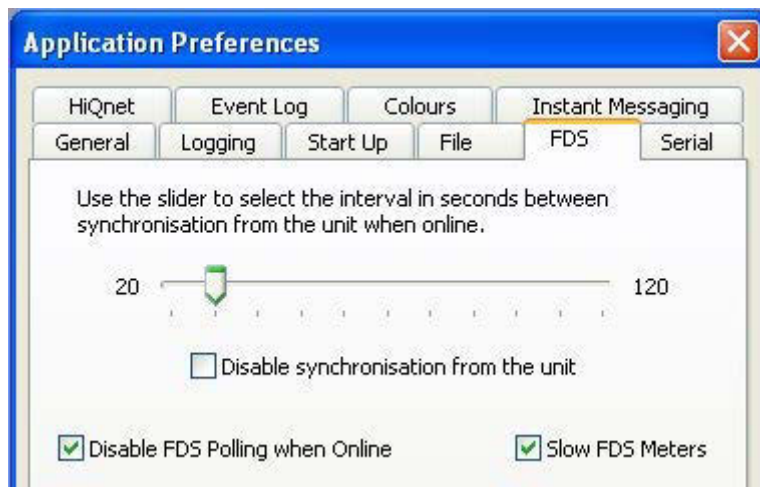 Application Preferences
HiQnet Event Log Colours Instant Messaging
General Logging Start Up File FDS Serial
Use the slider to select the interval in seconds between
synchronisation from the unit when online.
20 120
Disable synchronisation from the unit
Disable FDS Polling when Online Slow FDS Meters